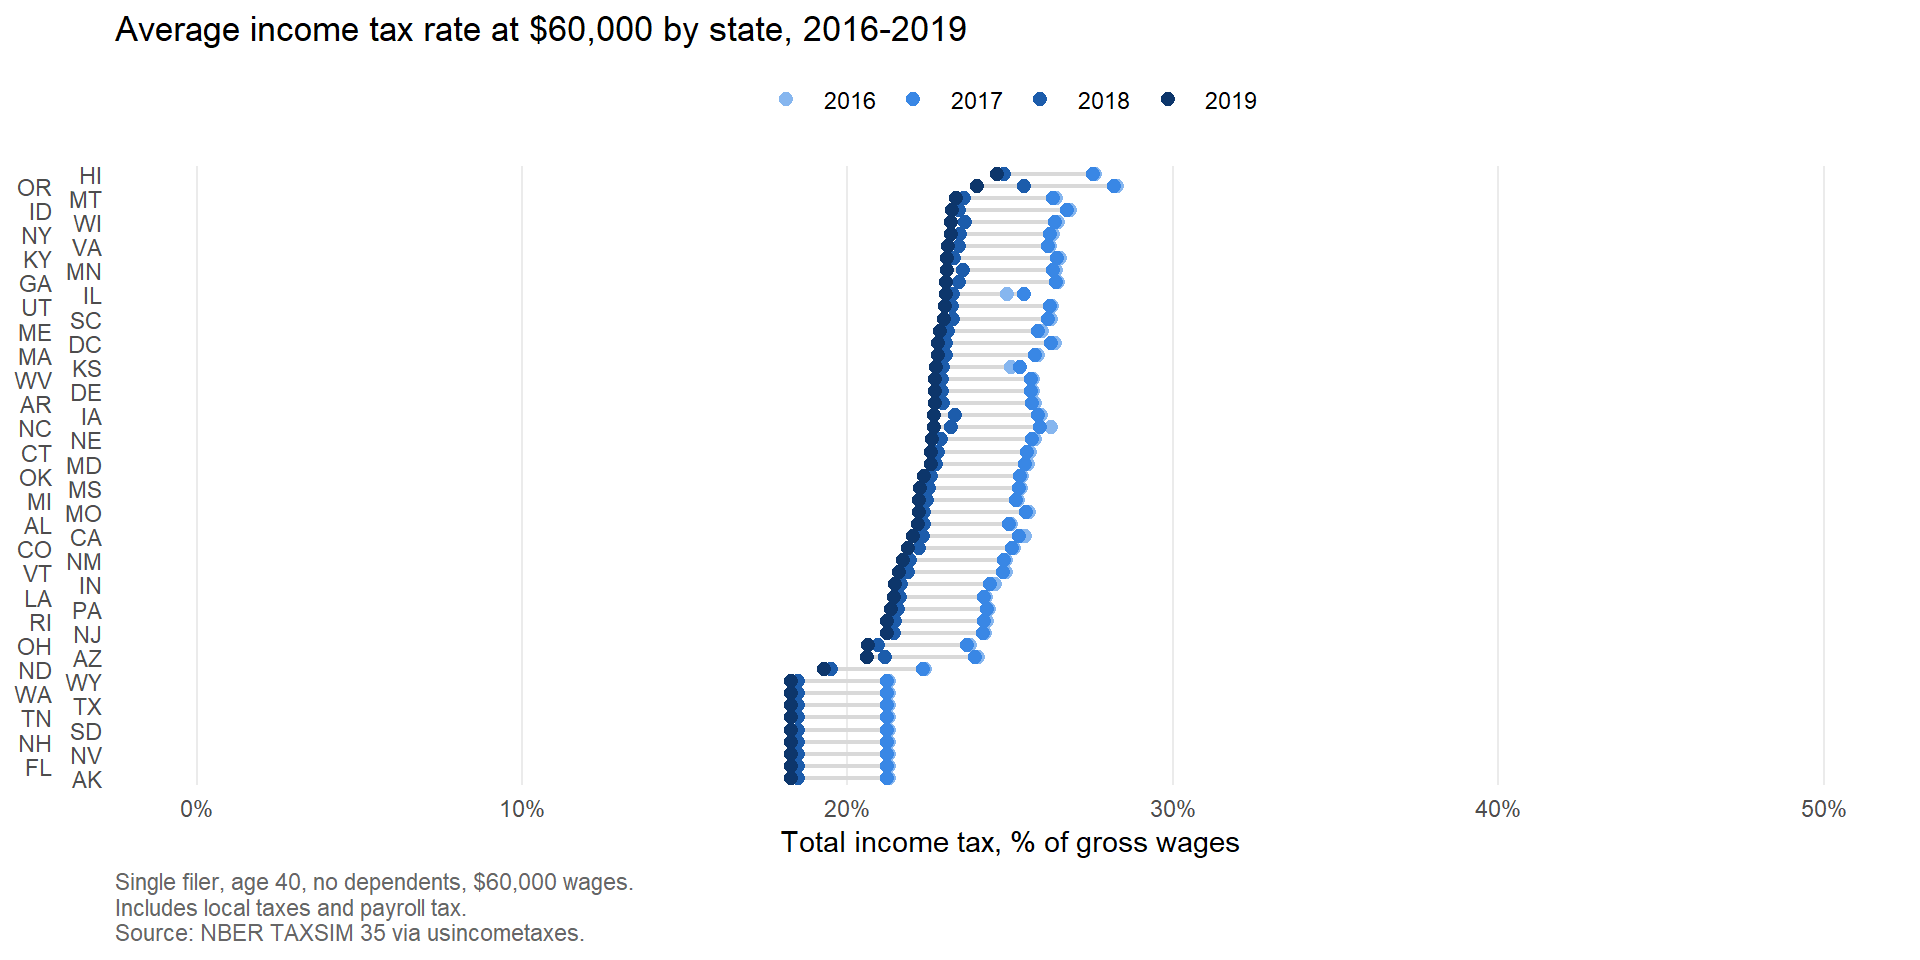 Average income tax rate at $60,000 by state, 2016-2019
2016 2017 2018 2019
HI
OR
MT
ID
WI
NY
VA
KY
MN
GA
IL
UT
SC
ME
DC
MA
KS
WV
DE
AR
IA
NC
NE
CT
MD
OK
MS
MI
MO
AL
CA
CO
NM
VT
IN
LA
PA
RI
NJ
OH
AZ
ND
WY
WA
TX
TN
SD
NH
NV
FL
AK
0% 10% 20% 30% 40% 50%
Total income tax, % of gross wages
Single filer, age 40, no dependents, $60,000 wages.
Includes local taxes and payroll tax.
Source: NBER TAXSIM 35 via usincometaxes.